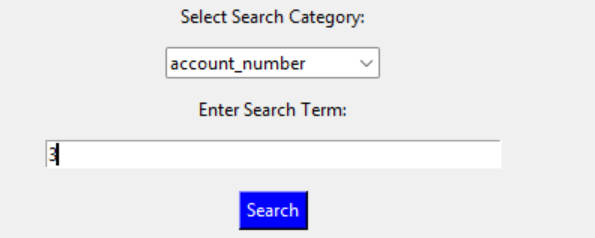 Select Search Category:
account_number
Enter Search Term:
3
Search